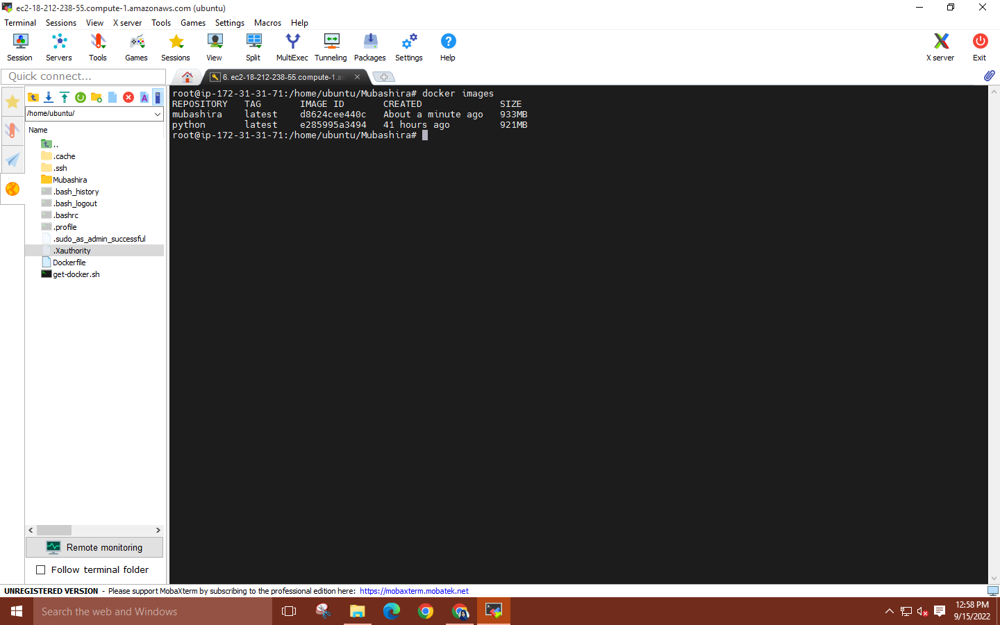 ec2-18-212-238-55.compute-1.amazonaws.com (ubuntu)
Terminal Sessions View X server Tools Games Settings Macros Help
Session Servers Tools Games Sessions View Split MultiExec Tunneling Packages Settings Help X server Exit
Quick connect...
6. ec2-18-212-238-55.compute-1.a
/home/ubuntu/
Name
..
.cache
.ssh
Mubashira
.bash_history
.bash_logout
.bashrc
.profile
.sudo_as_admin_successful
.Xauthority
Dockerfile
get-docker.sh
root@ip-172-31-31-71:/home/ubuntu/Mubashira# docker images
REPOSITORY TAG IMAGE ID CREATED SIZE
mubashira latest d8624cee440c About a minute ago 933MB
python latest e285995a3494 41 hours ago 921MB
root@ip-172-31-31-71:/home/ubuntu/Mubashira#
Remote monitoring
Follow terminal folder
UNREGISTERED VERSION - Please support MobaXterm by subscribing to the professional edition here: https://mobaxterm.mobatek.net
Search the web and Windows
12:58 PM
9/15/2022